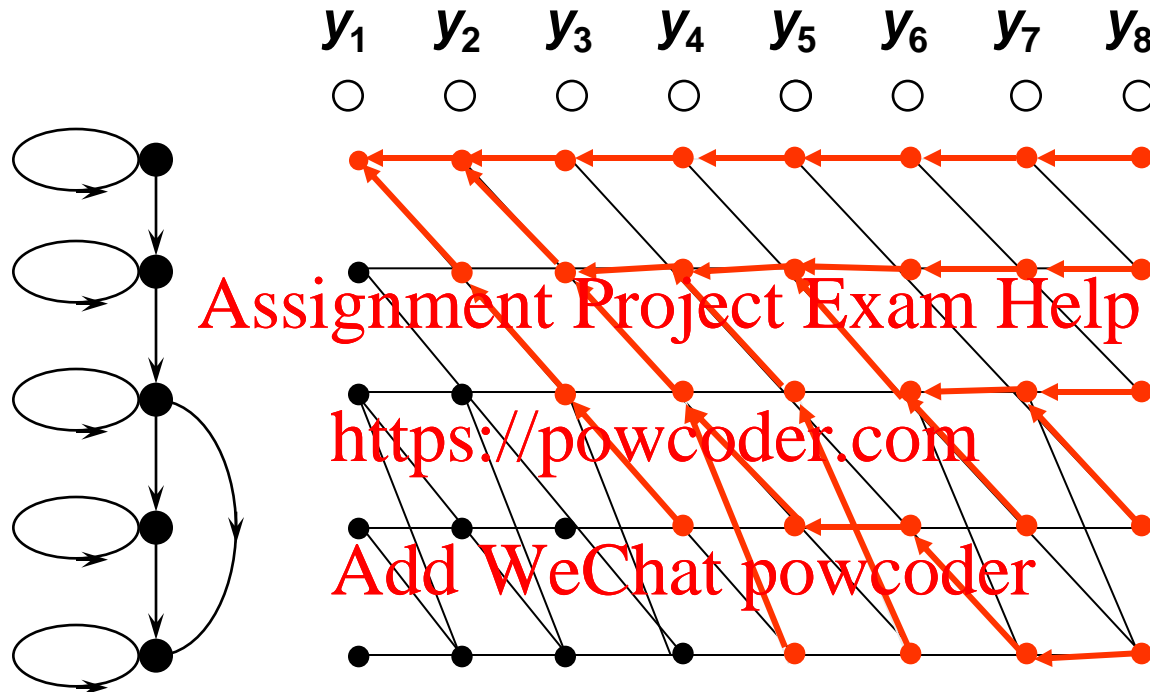 y1 y2 y3 y4 y5 y6 y7 y8
Assignment Project Exam Help
https://powcoder.com
Add WeChat powcoder